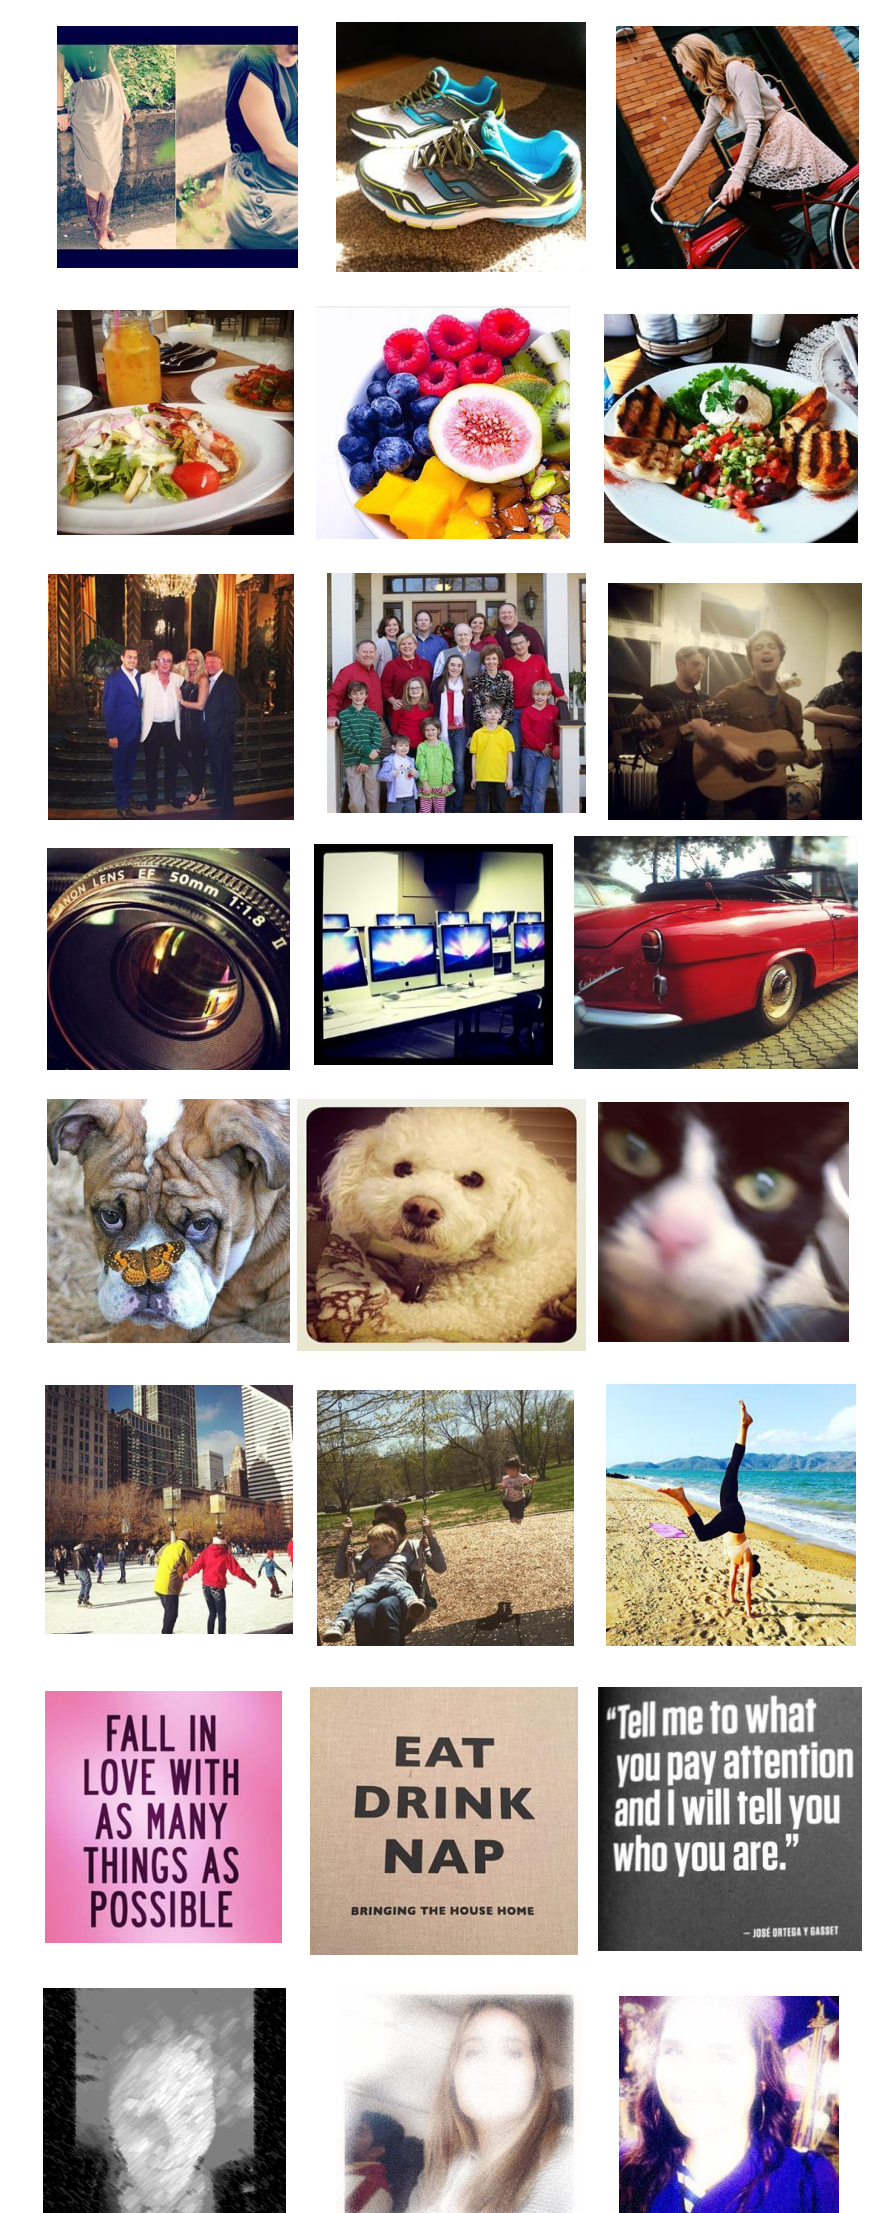 CANON LENS EF 50mm 1:1.8 II
FALL IN
LOVE WITH
AS MANY
THINGS AS
POSSIBLE
EAT
DRINK
NAP
BRINGING THE HOUSE HOME
“Tell me to what
you pay attention
and I will tell you
who you are.”
— JOSÉ ORTEGA Y GASSET